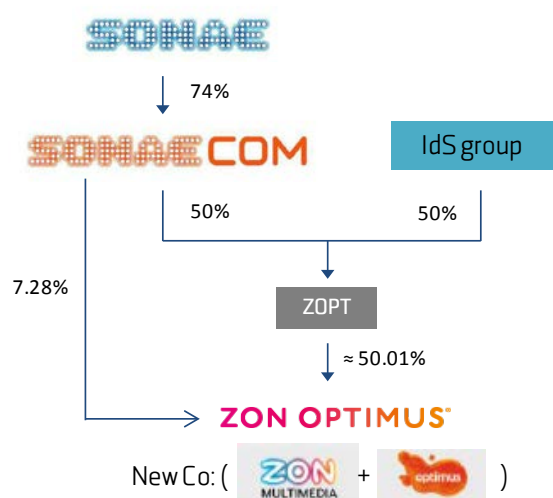 SONAE
74%
SONAECOM
IdS group
50%
50%
7.28%
ZOPT
≈ 50.01%
ZON OPTIMUS
New Co: ( ZON MULTIMEDIA + optimus )